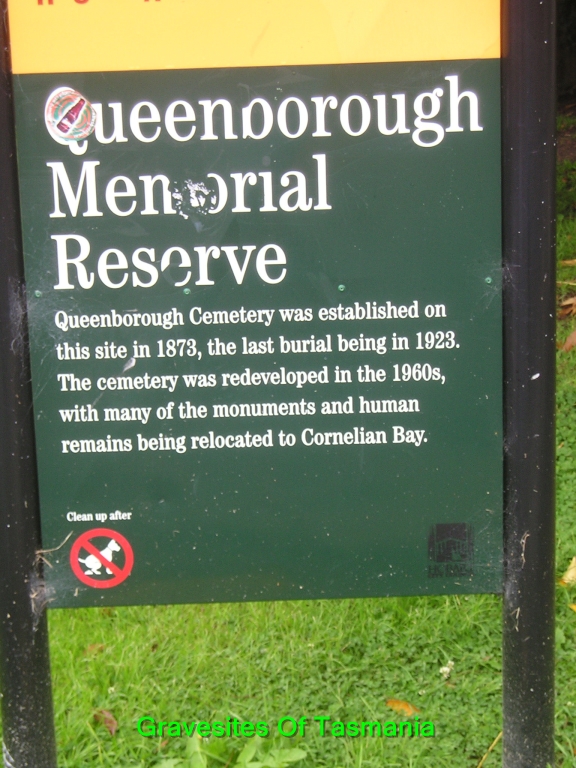 Queenborough
Memorial
Reserve
Queenborough Cemetery was established on
this site in 1873, the last burial being in 1923.
The cemetery was redeveloped in the 1960s,
with many of the monuments and human
remains being relocated to Cornelian Bay.
Clean up after
Gravesites Of Tasmania